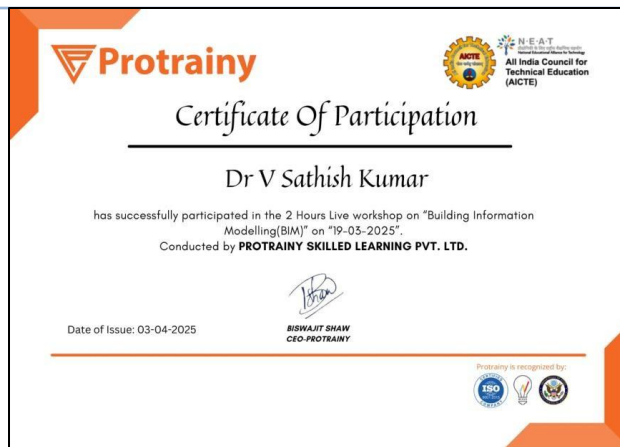 Protrainy
AICTE
N·E·A·T
All India Council for
Technical Education
(AICTE)
Certificate Of Participation
Dr V Sathish Kumar
has successfully participated in the 2 Hours Live workshop on "Building Information
Modelling(BIM)" on "19-03-2025".
Conducted by PROTRAINY SKILLED LEARNING PVT. LTD.
Date of Issue: 03-04-2025
BISWAJIT SHAW
CEO-PROTRAINY
Protrainy is recognized by:
ISO